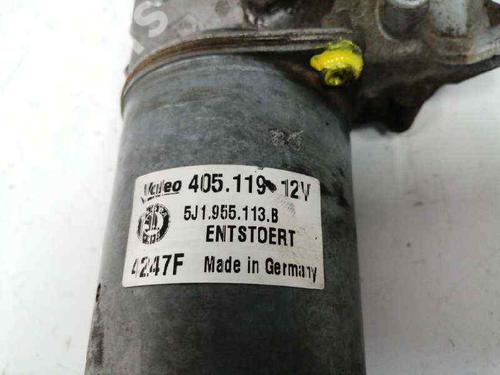 Valeo 405.119 12V
5J1.955.113.B
ENTSTOERT
4247F Made in Germany